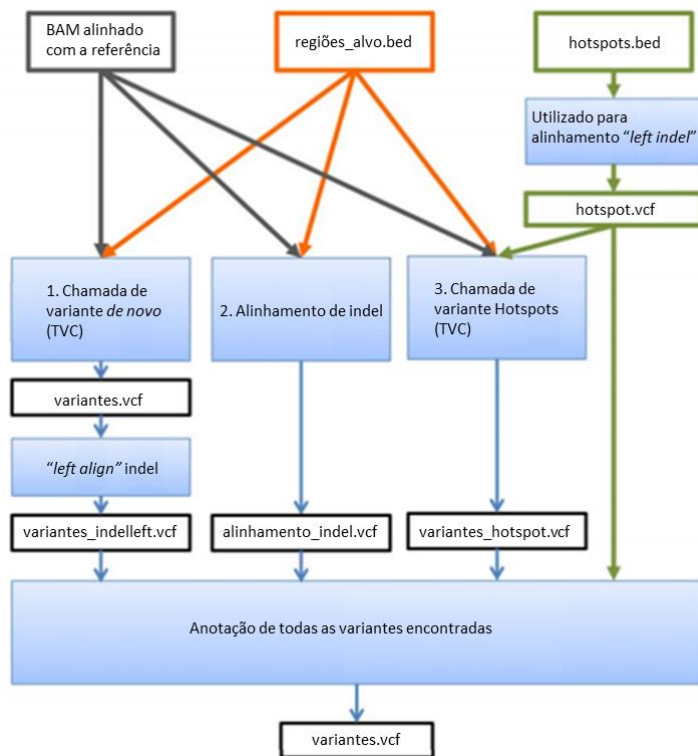 BAM alinhado
com a referência
regiões_alvo.bed
hotspots.bed
Utilizado para
alinhamento “left indel”
hotspot.vcf
1. Chamada de
variante de novo
(TVC)
2. Alinhamento de indel
3. Chamada de
variante Hotspots
(TVC)
variantes.vcf
“left align” indel
variantes_indelleft.vcf
alinhamento_indel.vcf
variantes_hotspot.vcf
Anotação de todas as variantes encontradas
variantes.vcf